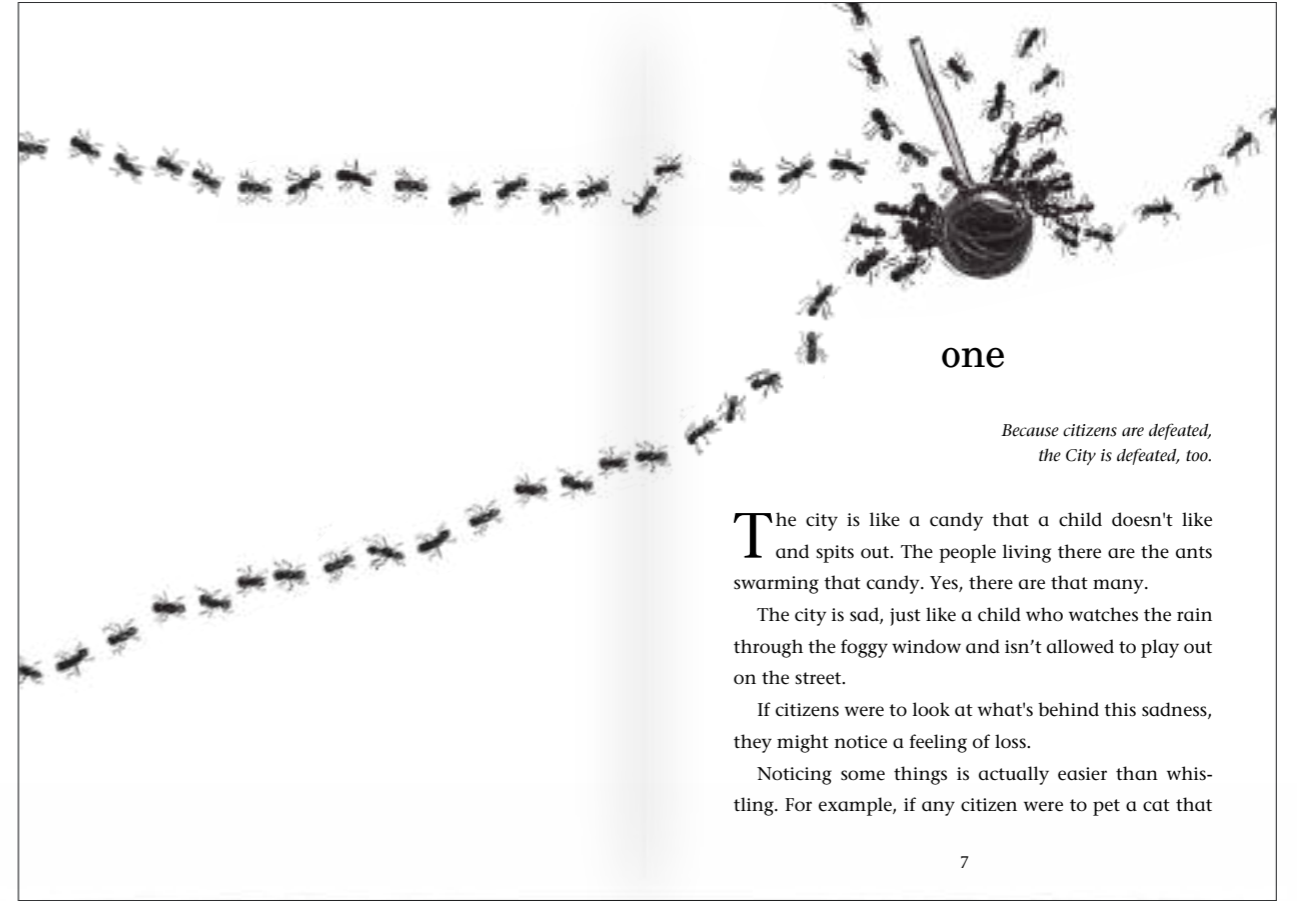 one
Because citizens are defeated,
the City is defeated, too.
The city is like a candy that a child doesn't like
and spits out. The people living there are the ants
swarming that candy. Yes, there are that many.
The city is sad, just like a child who watches the rain
through the foggy window and isn’t allowed to play out
on the street.
If citizens were to look at what's behind this sadness,
they might notice a feeling of loss.
Noticing some things is actually easier than whis-
tling. For example, if any citizen were to pet a cat that
7